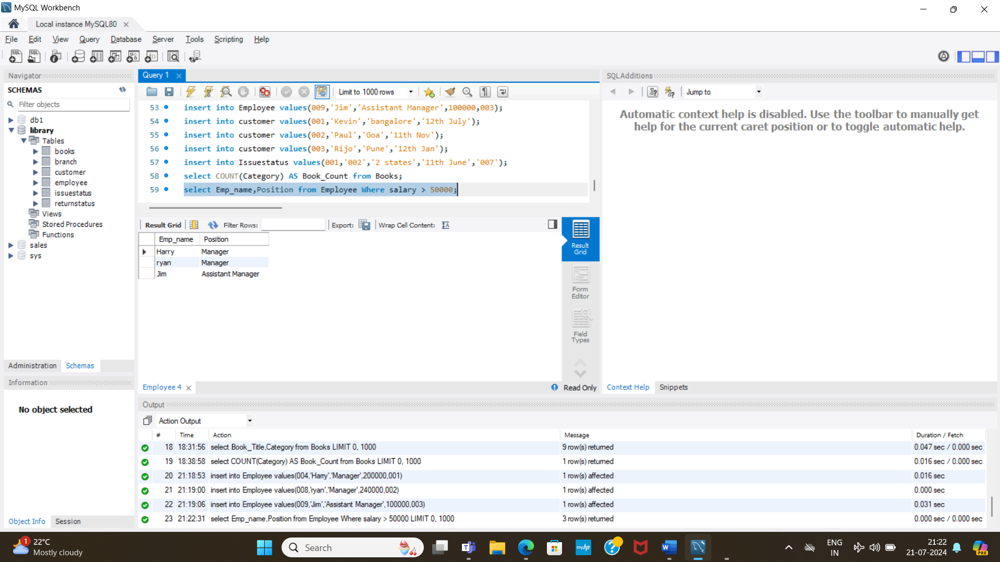 MySQL Workbench
Local instance MySQL80
File Edit View Query Database Server Tools Scripting Help
Navigator
SCHEMAS
Filter objects
db1
library
Tables
books
branch
customer
employee
issuestatus
returnstatus
Views
Stored Procedures
Functions
sales
sys
Administration Schemas
Information
No object selected
Object Info Session
Query 1
Limit to 1000 rows
53 insert into Employee values(009,'Jim','Assistant Manager',100000,003);
54 insert into customer values(001,'Kevin','bangalore','12th July');
55 insert into customer values(002,'Paul','Goa','11th Nov');
56 insert into customer values(003,'Rijo','Pune','12th Jan');
57 insert into Issuestatus values(001,'002','2 states','11th June','007');
58 select COUNT(Category) AS Book_Count from Books;
59 select Emp_name,Position from Employee Where salary > 50000;
Result Grid Filter Rows: Export: Wrap Cell Content:
Emp_name Position
Harry Manager
ryan Manager
Jim Assistant Manager
Result
Grid
Form
Editor
Field
Types
Employee 4 Read Only
SQLAdditions
Jump to
Automatic context help is disabled. Use the toolbar to manually get
help for the current caret position or to toggle automatic help.
Context Help Snippets
Output
Action Output
# Time Action Message Duration / Fetch
18 18:31:56 select Book_Title,Category from Books LIMIT 0, 1000 9 row(s) returned 0.047 sec / 0.000 sec
19 18:38:58 select COUNT(Category) AS Book_Count from Books LIMIT 0, 1000 1 row(s) returned 0.016 sec / 0.000 sec
20 21:18:53 insert into Employee values(004,'Harry','Manager',200000,001) 1 row(s) affected 0.016 sec
21 21:19:00 insert into Employee values(008,'ryan','Manager',240000,002) 1 row(s) affected 0.000 sec
22 21:19:06 insert into Employee values(009,'Jim','Assistant Manager',100000,003) 1 row(s) affected 0.031 sec
23 21:22:31 select Emp_name,Position from Employee Where salary > 50000 LIMIT 0, 1000 3 row(s) returned 0.000 sec / 0.000 sec
1
22°C
Mostly cloudy
Search
myhp
ENG
IN
21:22
21-07-2024
PRE